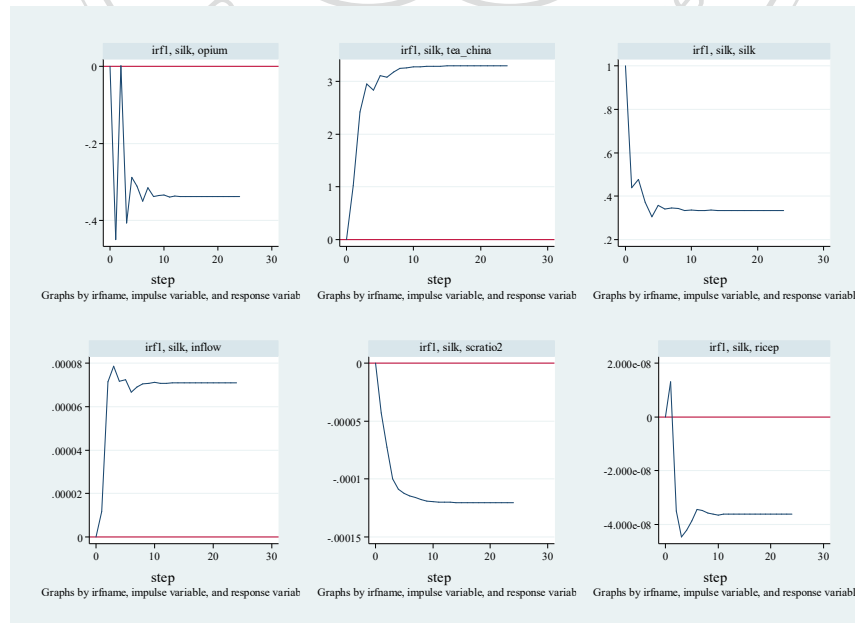 irf1, silk, opium
0
-.2
-.4
0 10 20 30
step
Graphs by irfname, impulse variable, and response variab
irf1, silk, tea_china
3
2
1
0
0 10 20 30
step
Graphs by irfname, impulse variable, and response variab
irf1, silk, silk
1
.8
.6
.4
.2
0 10 20 30
step
Graphs by irfname, impulse variable, and response variable
irf1, silk, inflow
.00008
.00006
.00004
.00002
0
0 10 20 30
step
Graphs by irfname, impulse variable, and response variab
irf1, silk, scratio2
0
-.00005
-.0001
-.00015
0 10 20 30
step
Graphs by irfname, impulse variable, and response variab
irf1, silk, ricep
2.000e-08
0
-2.000e-08
-4.000e-08
0 10 20 30
step
Graphs by irfname, impulse variable, and response variable